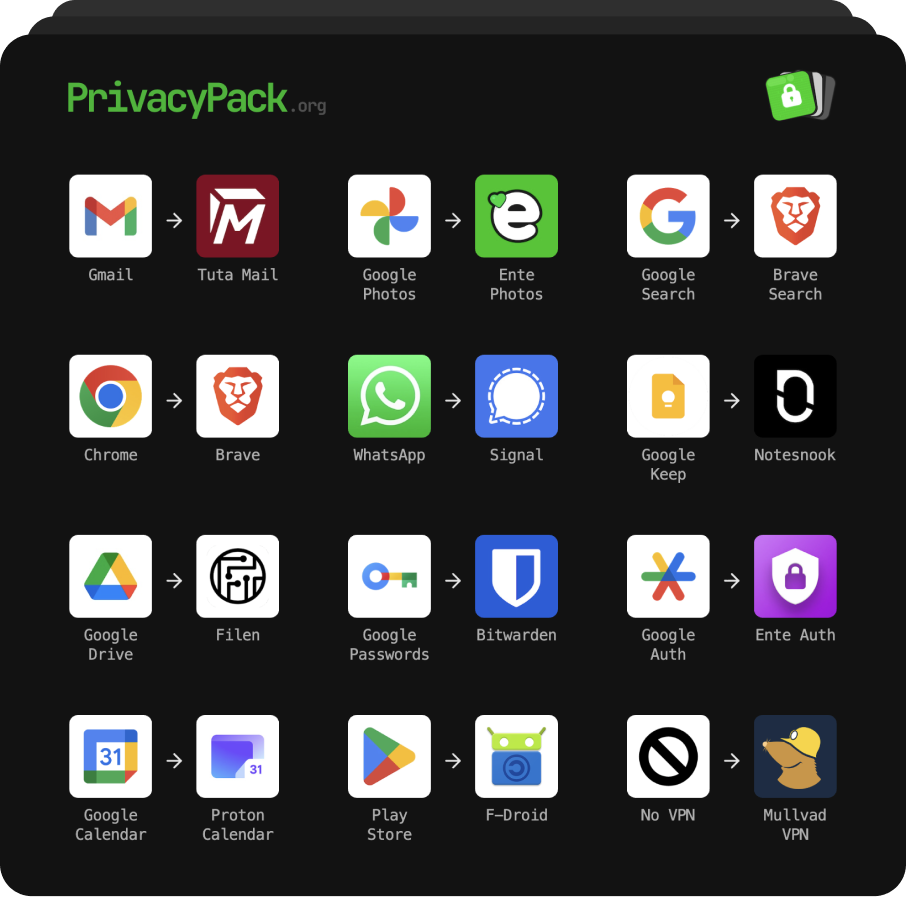 PrivacyPack.org
Gmail
Tuta Mail
Google
Photos
Ente
Photos
Google
Search
Brave
Search
Chrome
Brave
WhatsApp
Signal
Google
Keep
Notesnook
Google
Drive
Filen
Google
Passwords
Bitwarden
Google
Auth
Ente Auth
31
31
Google
Calendar
Proton
Calendar
Play
Store
F-Droid
No VPN
Mullvad
VPN